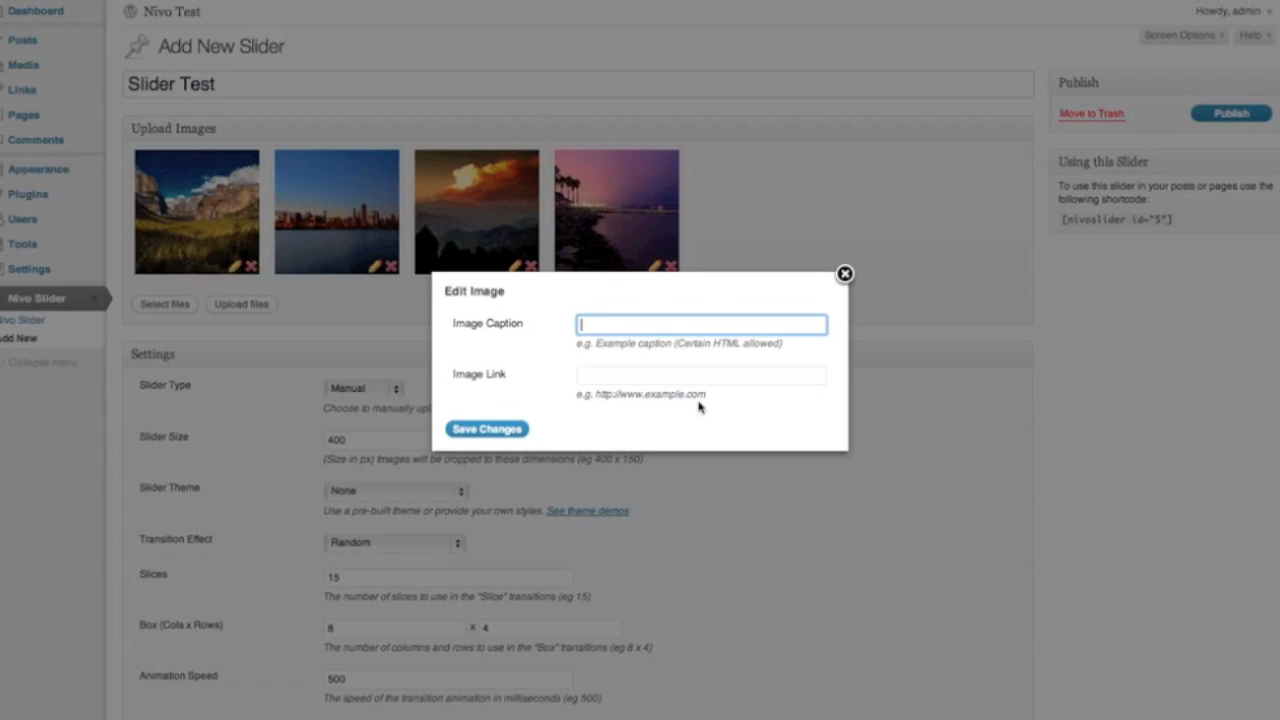 Dashboard
Nivo Test
Howdy, admin
Posts
Media
Links
Pages
Comments
Appearance
Plugins
Users
Tools
Settings
Nivo Slider
Nivo Slider
Add New
Collapse menu
Add New Slider
Screen Options
Help
Slider Test
Upload Images
Select files
Upload files
Publish
Move to Trash
Publish
Using this Slider
To use this slider in your posts or pages use the
following shortcode:
[nivoslider id="5"]
Edit Image
Image Caption
e.g. Example caption (Certain HTML allowed)
Image Link
e.g. http://www.example.com
Save Changes
Settings
Slider Type
Manual
Choose to manually upl
Slider Size
400
(Size in px) Images will be cropped to these dimensions (eg 400 x 150)
Slider Theme
None
Use a pre-built theme or provide your own styles. See theme demos
Transition Effect
Random
Slices
15
The number of slices to use in the "Slice" transitions (eg 15)
Box (Cols x Rows)
8 x 4
The number of columns and rows to use in the "Box" transitions (eg 8 x 4)
Animation Speed
500
The speed of the transition animation in milliseconds (eg 500)